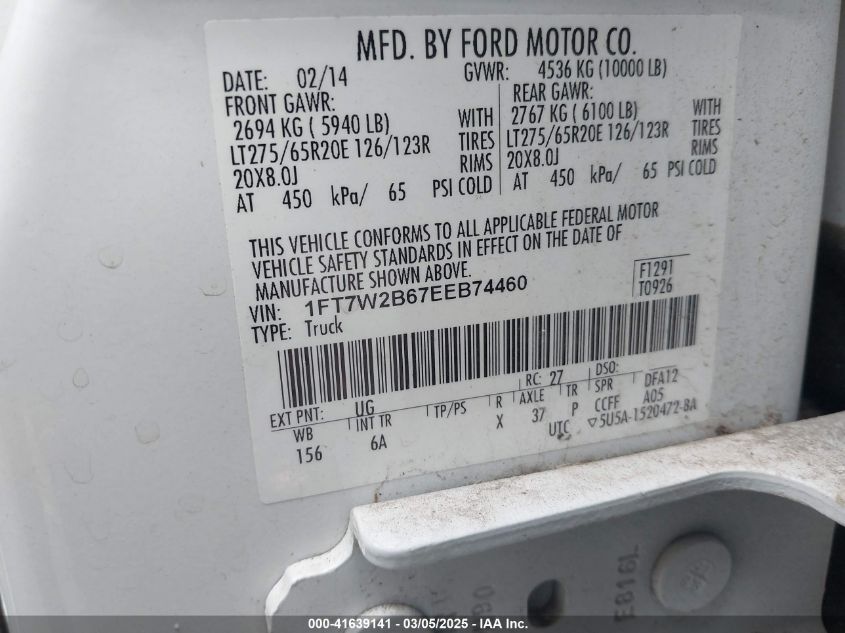 MFD. BY FORD MOTOR CO.
DATE: 02/14 GVWR: 4536 KG (10000 LB)
FRONT GAWR: REAR GAWR:
2694 KG ( 5940 LB) WITH 2767 KG ( 6100 LB) WITH
LT275/65R20E 126/123R TIRES LT275/65R20E 126/123R TIRES
20X8.0J RIMS 20X8.0J RIMS
AT 450 kPa/ 65 PSI COLD AT 450 kPa/ 65 PSI COLD
THIS VEHICLE CONFORMS TO ALL APPLICABLE FEDERAL MOTOR
VEHICLE SAFETY STANDARDS IN EFFECT ON THE DATE OF
MANUFACTURE SHOWN ABOVE.
VIN: 1FT7W2B67EEB74460 F1291
TYPE: Truck T0926
EXT PNT: UG RC: 27 DSO:
WB INT TR TP/PS R AXLE TR SPR DFA12
156 6A X 37 P CCFF A05
UTC ▽5U5A-1520472-BA
E816L
000-41639141 - 03/05/2025 - IAA Inc.